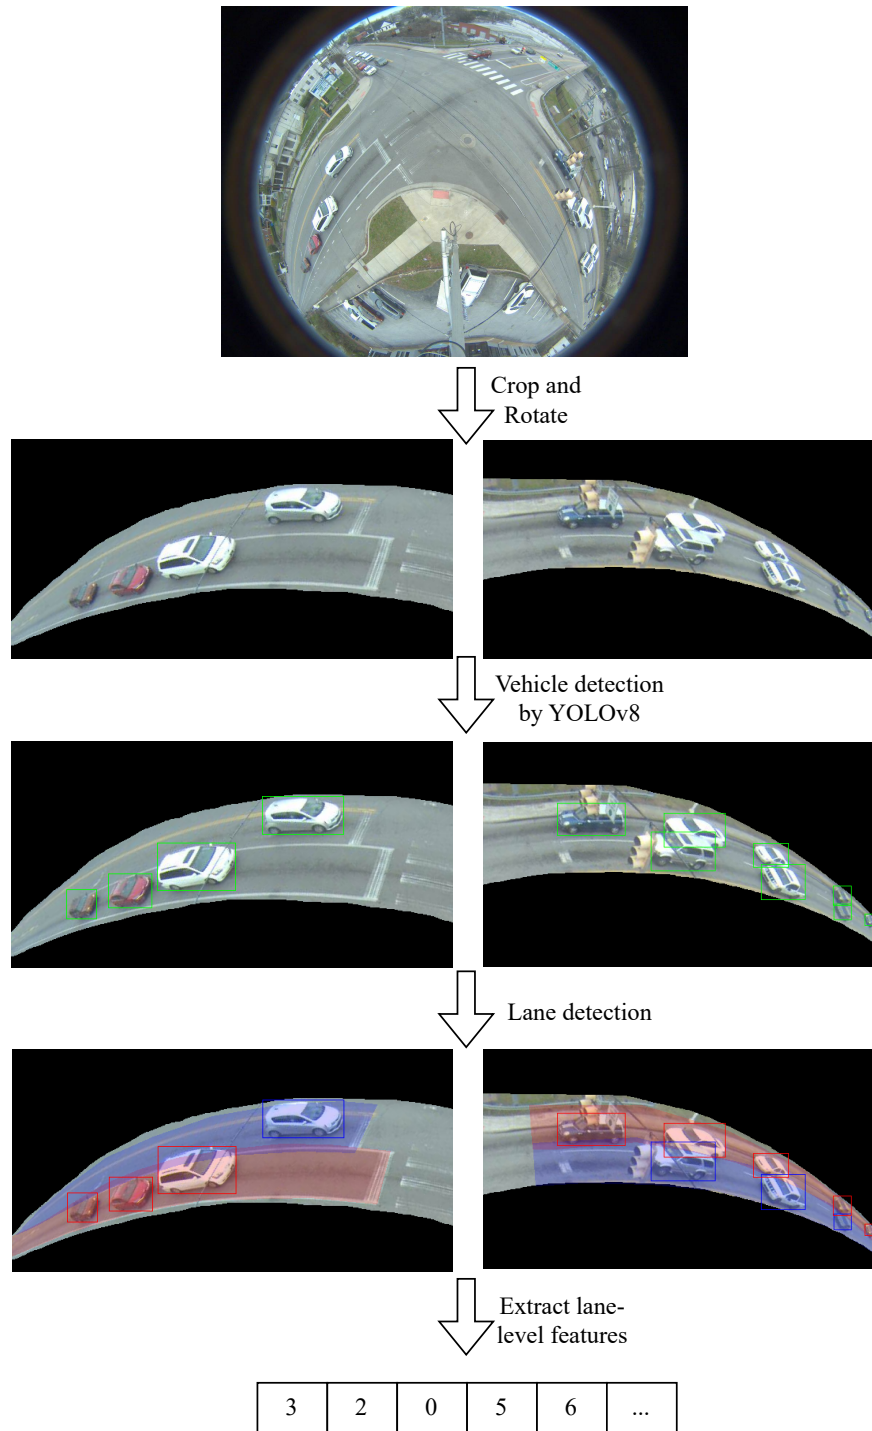 Crop and
Rotate
Vehicle detection
by YOLOv8
Lane detection
Extract lane-
level features
3 2 0 5 6 ...